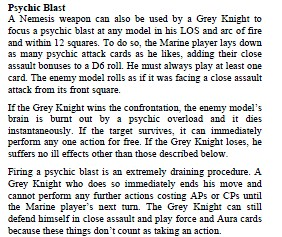 Psychic Blast
A Nemesis weapon can also be used by a Grey Knight to
focus a psychic blast at any model in his LOS and arc of fire
and within 12 squares. To do so, the Marine player lays down
as many psychic attack cards as he likes, adding their close
assault bonuses to a D6 roll. He must always play at least one
card. The enemy model rolls as if it was facing a close assault
attack from its front square.
If the Grey Knight wins the confrontation, the enemy model's
brain is burnt out by a psychic overload and it dies
instantaneously. If the target survives, it can immediately
perform any one action for free. If the Grey Knight loses, he
suffers no ill effects other than those described below.
Firing a psychic blast is an extremely draining procedure. A
Grey Knight who does so immediately ends his move and
cannot perform any further actions costing APs or CPs until
the Marine player's next turn. The Grey Knight can still
defend himself in close assault and play force and Aura cards
because these things don't count as taking an action.